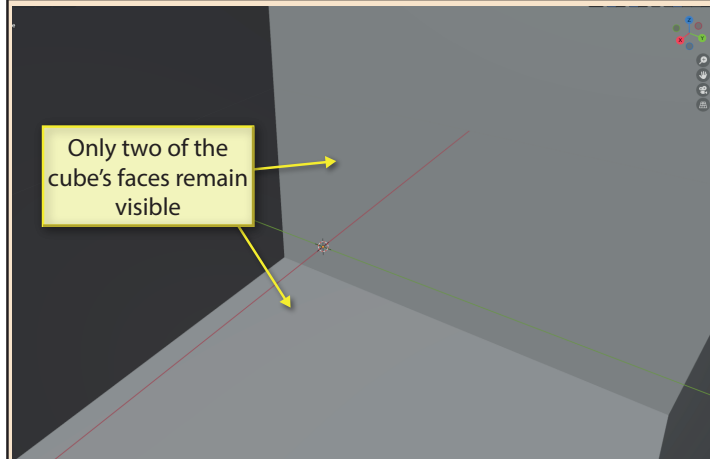 Only two of the
cube’s faces remain
visible
Z
X
Y